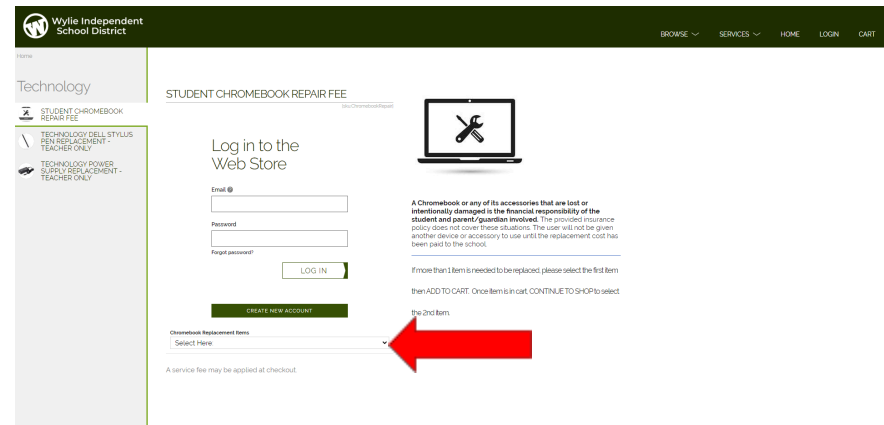 Wylie Independent
School District
BROWSE
SERVICES
HOME
LOGIN
CART
Home
Technology
STUDENT CHROMEBOOK
REPAIR FEE
TECHNOLOGY DELL STYLUS
PEN REPLACEMENT -
TEACHER ONLY
TECHNOLOGY POWER
SUPPLY REPLACEMENT -
TEACHER ONLY
STUDENT CHROMEBOOK REPAIR FEE
(sku:ChromebookRepair)
Log in to the
Web Store
Email
Password
Forgot password?
LOG IN
CREATE NEW ACCOUNT
Chromebook Replacement Items
Select Here
A service fee may be applied at checkout.
A Chromebook or any of its accessories that are lost or
intentionally damaged is the financial responsibility of the
student and parent/guardian involved. The provided insurance
policy does not cover these situations. The user will not be given
another device or accessory to use until the replacement cost has
been paid to the school.
If more than 1 item is needed to be replaced, please select the first item
then ADD TO CART. Once item is in cart, CONTINUE TO SHOP to select
the 2nd item.